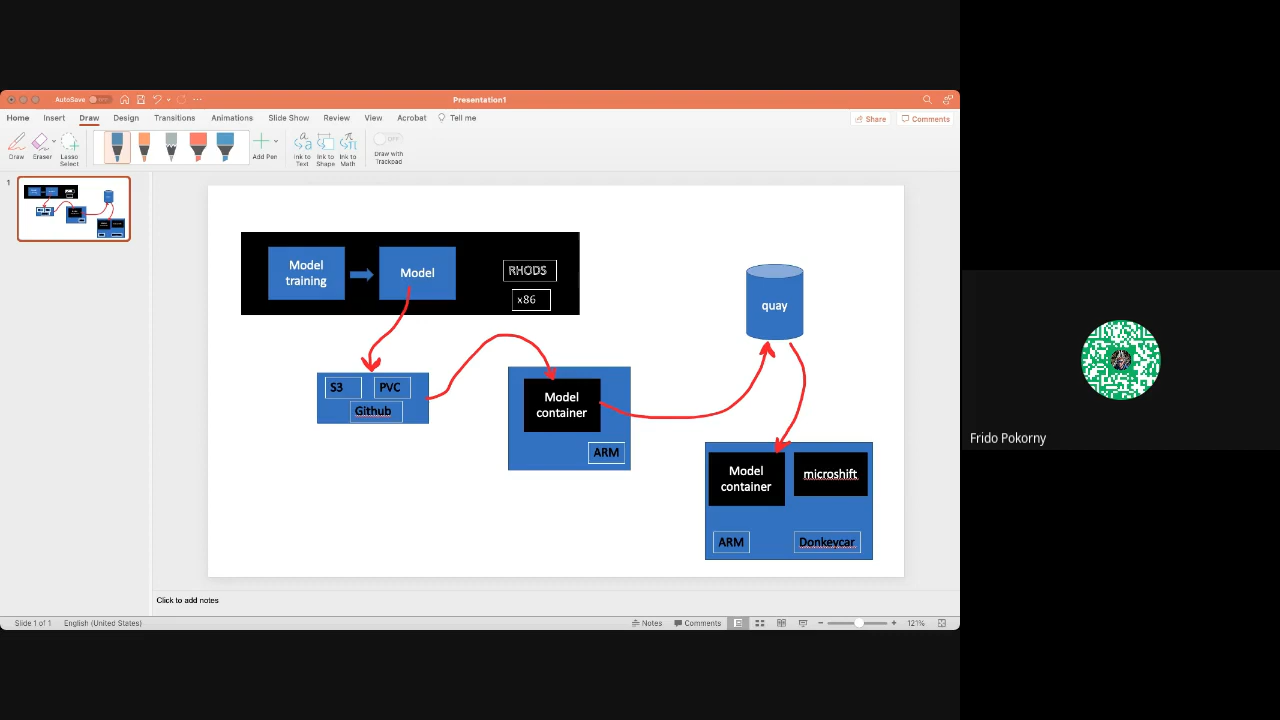 AutoSave
OFF
Presentation1
Home
Insert
Draw
Design
Transitions
Animations
Slide Show
Review
View
Acrobat
Tell me
Share
Comments
Draw
Eraser
Lasso
Select
Add Pen
Ink to
Text
Ink to
Shape
Ink to
Math
OFF
Draw with
Trackpad
1
Model
training
Model
RHODS
x86
quay
S3
PVC
Github
Model
container
ARM
Model
container
microshift
ARM
Donkeycar
Click to add notes
Slide 1 of 1
English (United States)
Notes
Comments
121%
Frido Pokorny